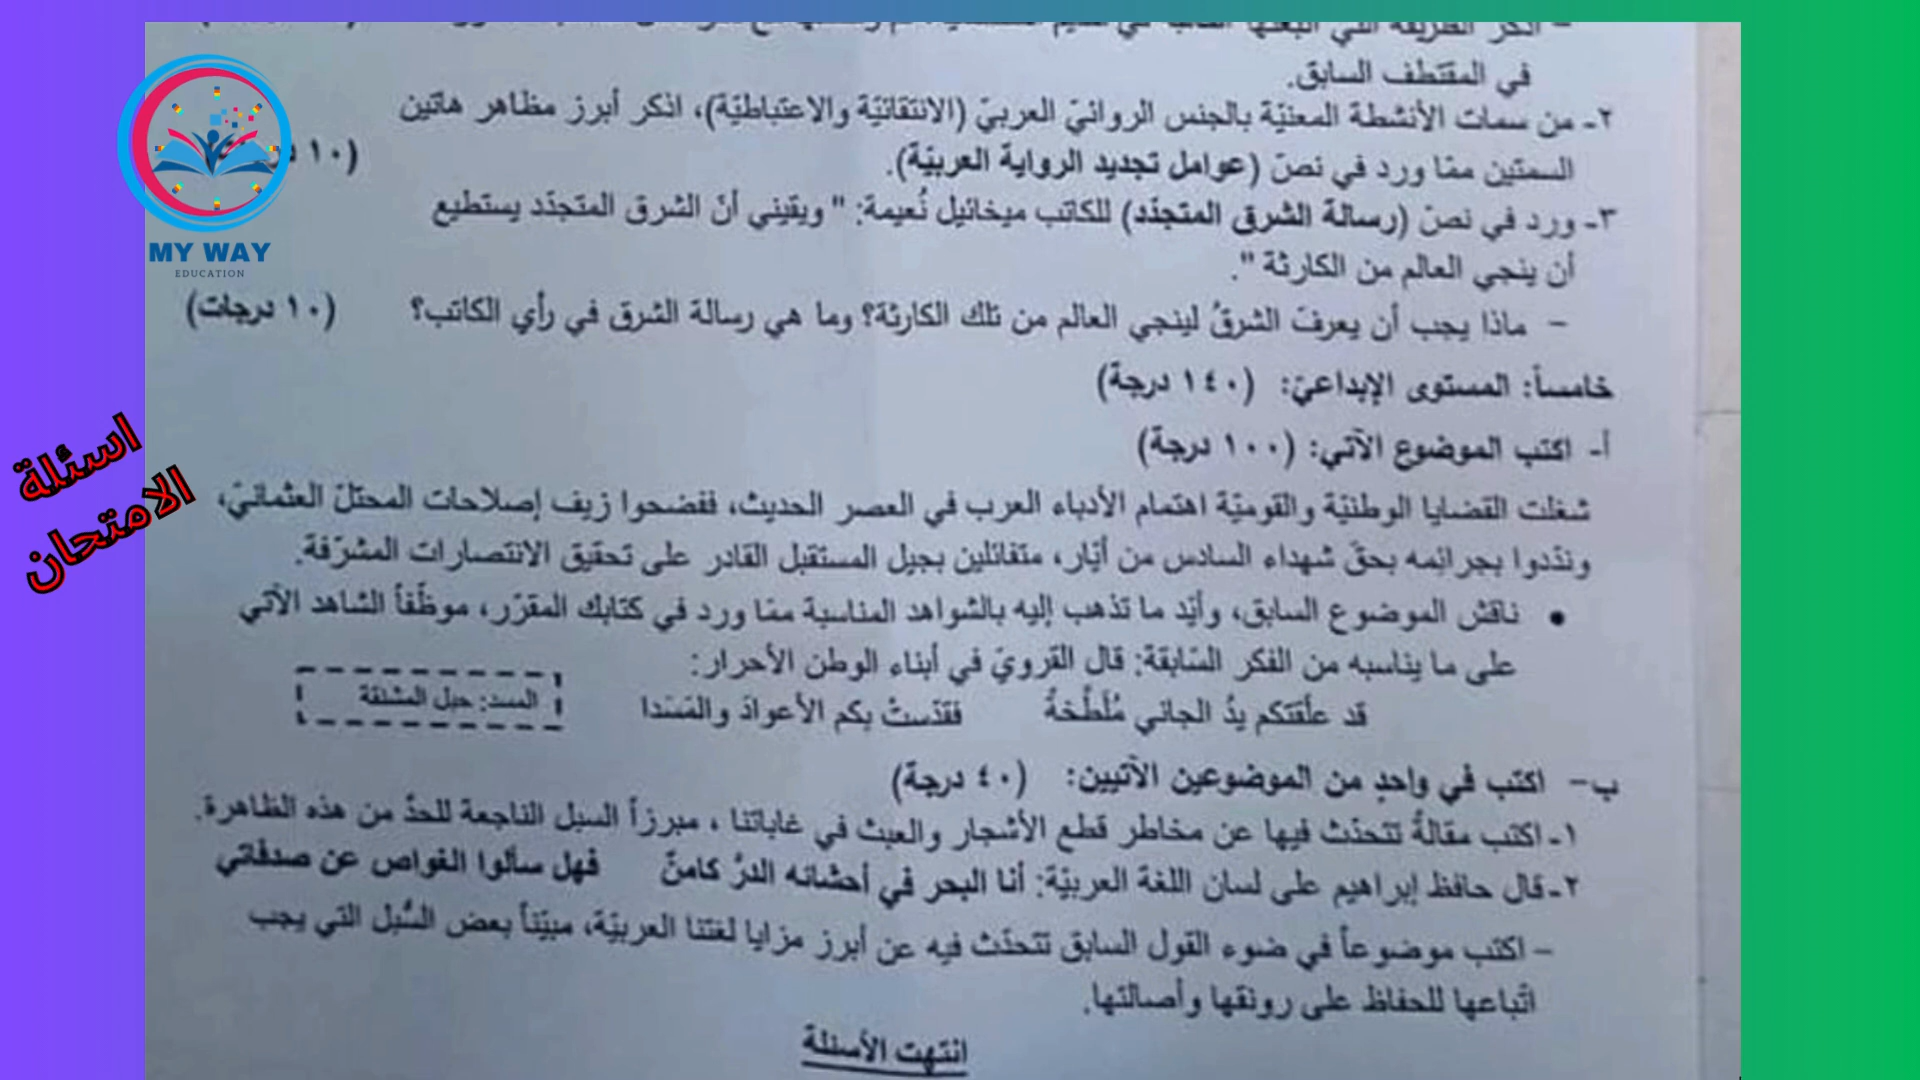 في المقتطف السابق.
٢- من سمات الأنشطة المعنيّة بالجنس الروائيّ العربيّ (الانتقائيّة والاعتباطيّة)، اذكر أبرز مظاهر هاتين
السمتين ممّا ورد في نصّ (عوامل تجديد الرواية العربيّة). (١٠
٣- ورد في نصّ (رسالة الشرق المتجدّد) للكاتب ميخائيل نُعيمة: " ويقيني أنّ الشرق المتجدّد يستطيع
أن ينجي العالم من الكارثة ".
– ماذا يجب أن يعرفَ الشرقُ لينجي العالم من تلك الكارثة؟ وما هي رسالة الشرق في رأي الكاتب؟ (١٠ درجات)
خامساً: المستوى الإبداعيّ: (١٤٠ درجة)
أ- اكتب الموضوع الآتي: (١٠٠ درجة)
شغلت القضايا الوطنيّة والقوميّة اهتمام الأدباء العرب في العصر الحديث، ففضحوا زيف إصلاحات المحتلّ العثمانيّ،
وندّدوا بجرائمه بحقّ شهداء السادس من أيّار، متفائلين بجيل المستقبل القادر على تحقيق الانتصارات المشرّفة.
• ناقش الموضوع السابق، وأيّد ما تذهب إليه بالشواهد المناسبة ممّا ورد في كتابك المقرّر، موظّفاً الشاهد الآتي
على ما يناسبه من الفكر السّابقة: قال القرويّ في أبناء الوطن الأحرار:
قد علّقتكم يدُ الجاني مُلَطَّخةً فقدّستْ بكم الأعوادَ والمَسَدا
المسد: حبل المشنقة
ب- اكتب في واحدٍ من الموضوعين الآتيين: (٤٠ درجة)
١- اكتب مقالةً تتحدّث فيها عن مخاطر قطع الأشجار والعبث في غاباتنا ، مبرزاً السبل الناجعة للحدّ من هذه الظاهرة.
٢- قال حافظ إبراهيم على لسان اللغة العربيّة: أنا البحر في أحشائه الدرُّ كامنٌ فهل سألوا الغواص عن صدفاتي
– اكتب موضوعاً في ضوء القول السابق تتحدّث فيه عن أبرز مزايا لغتنا العربيّة، مبيّناً بعض السُّبل التي يجب
اتّباعها للحفاظ على رونقها وأصالتها.
انتهت الأسئلة
MY WAY
EDUCATION
اسئلة
الامتحان